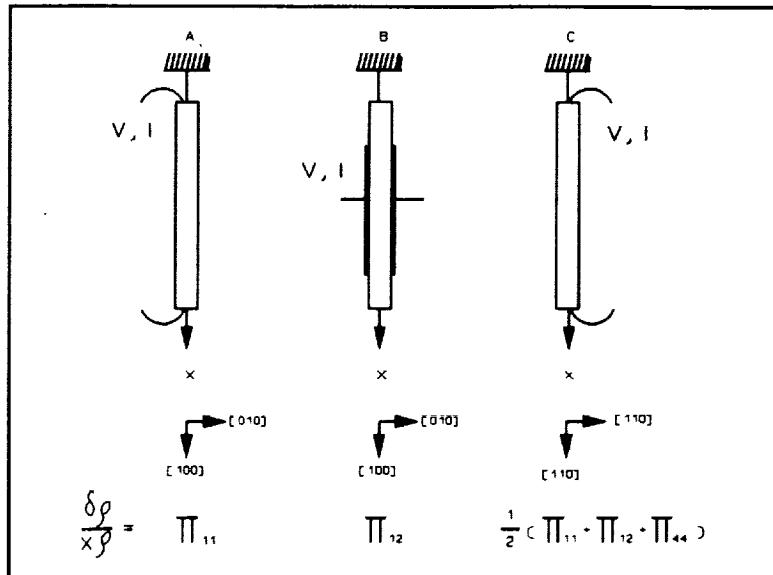 A B C
V, I V, I V, I
x x x
[010] [010] [110]
[100] [100] [110]
δρ/xρ = Π₁₁ Π₁₂ 1/2 (Π₁₁ + Π₁₂ + Π₄₄)